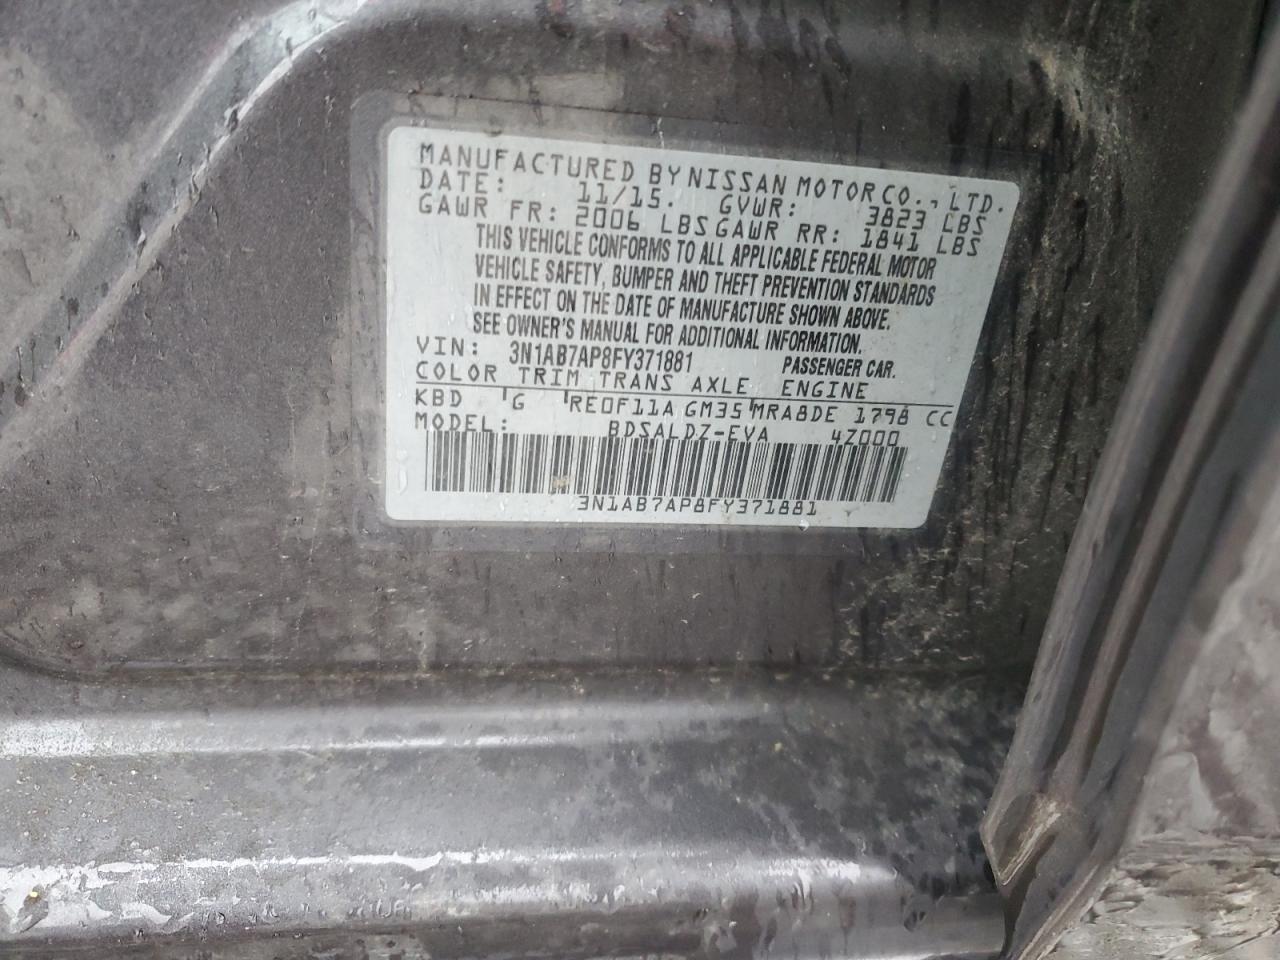 MANUFACTURED BY NISSAN MOTOR CO., LTD.
DATE: 11/15. GVWR: 3823 LBS
GAWR FR: 2006 LBS GAWR RR: 1841 LBS
THIS VEHICLE CONFORMS TO ALL APPLICABLE FEDERAL MOTOR
VEHICLE SAFETY, BUMPER AND THEFT PREVENTION STANDARDS
IN EFFECT ON THE DATE OF MANUFACTURE SHOWN ABOVE.
SEE OWNER'S MANUAL FOR ADDITIONAL INFORMATION.
VIN: 3N1AB7AP8FY371881 PASSENGER CAR.
COLOR TRIM TRANS AXLE ENGINE
KBD G RE0F11A GM35 MRA8DE 1798 CC
MODEL: BDSALDZ-EVA 4Z000
3N1AB7AP8FY371881